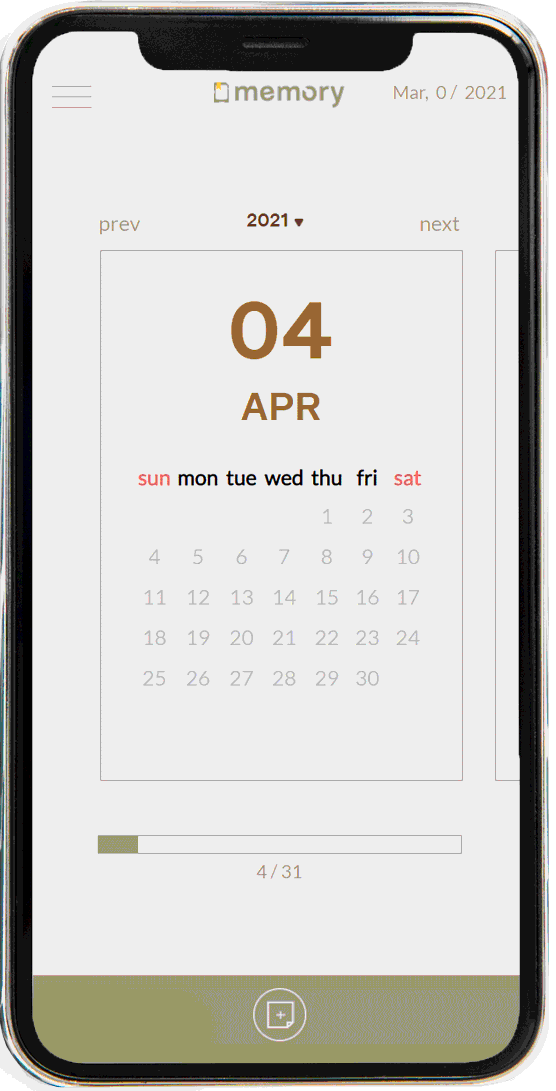 memory
Mar, 0 / 2021
prev 2021 next
04
APR
sun mon tue wed thu fri sat
1 2 3
4 5 6 7 8 9 10
11 12 13 14 15 16 17
18 19 20 21 22 23 24
25 26 27 28 29 30
4 / 31